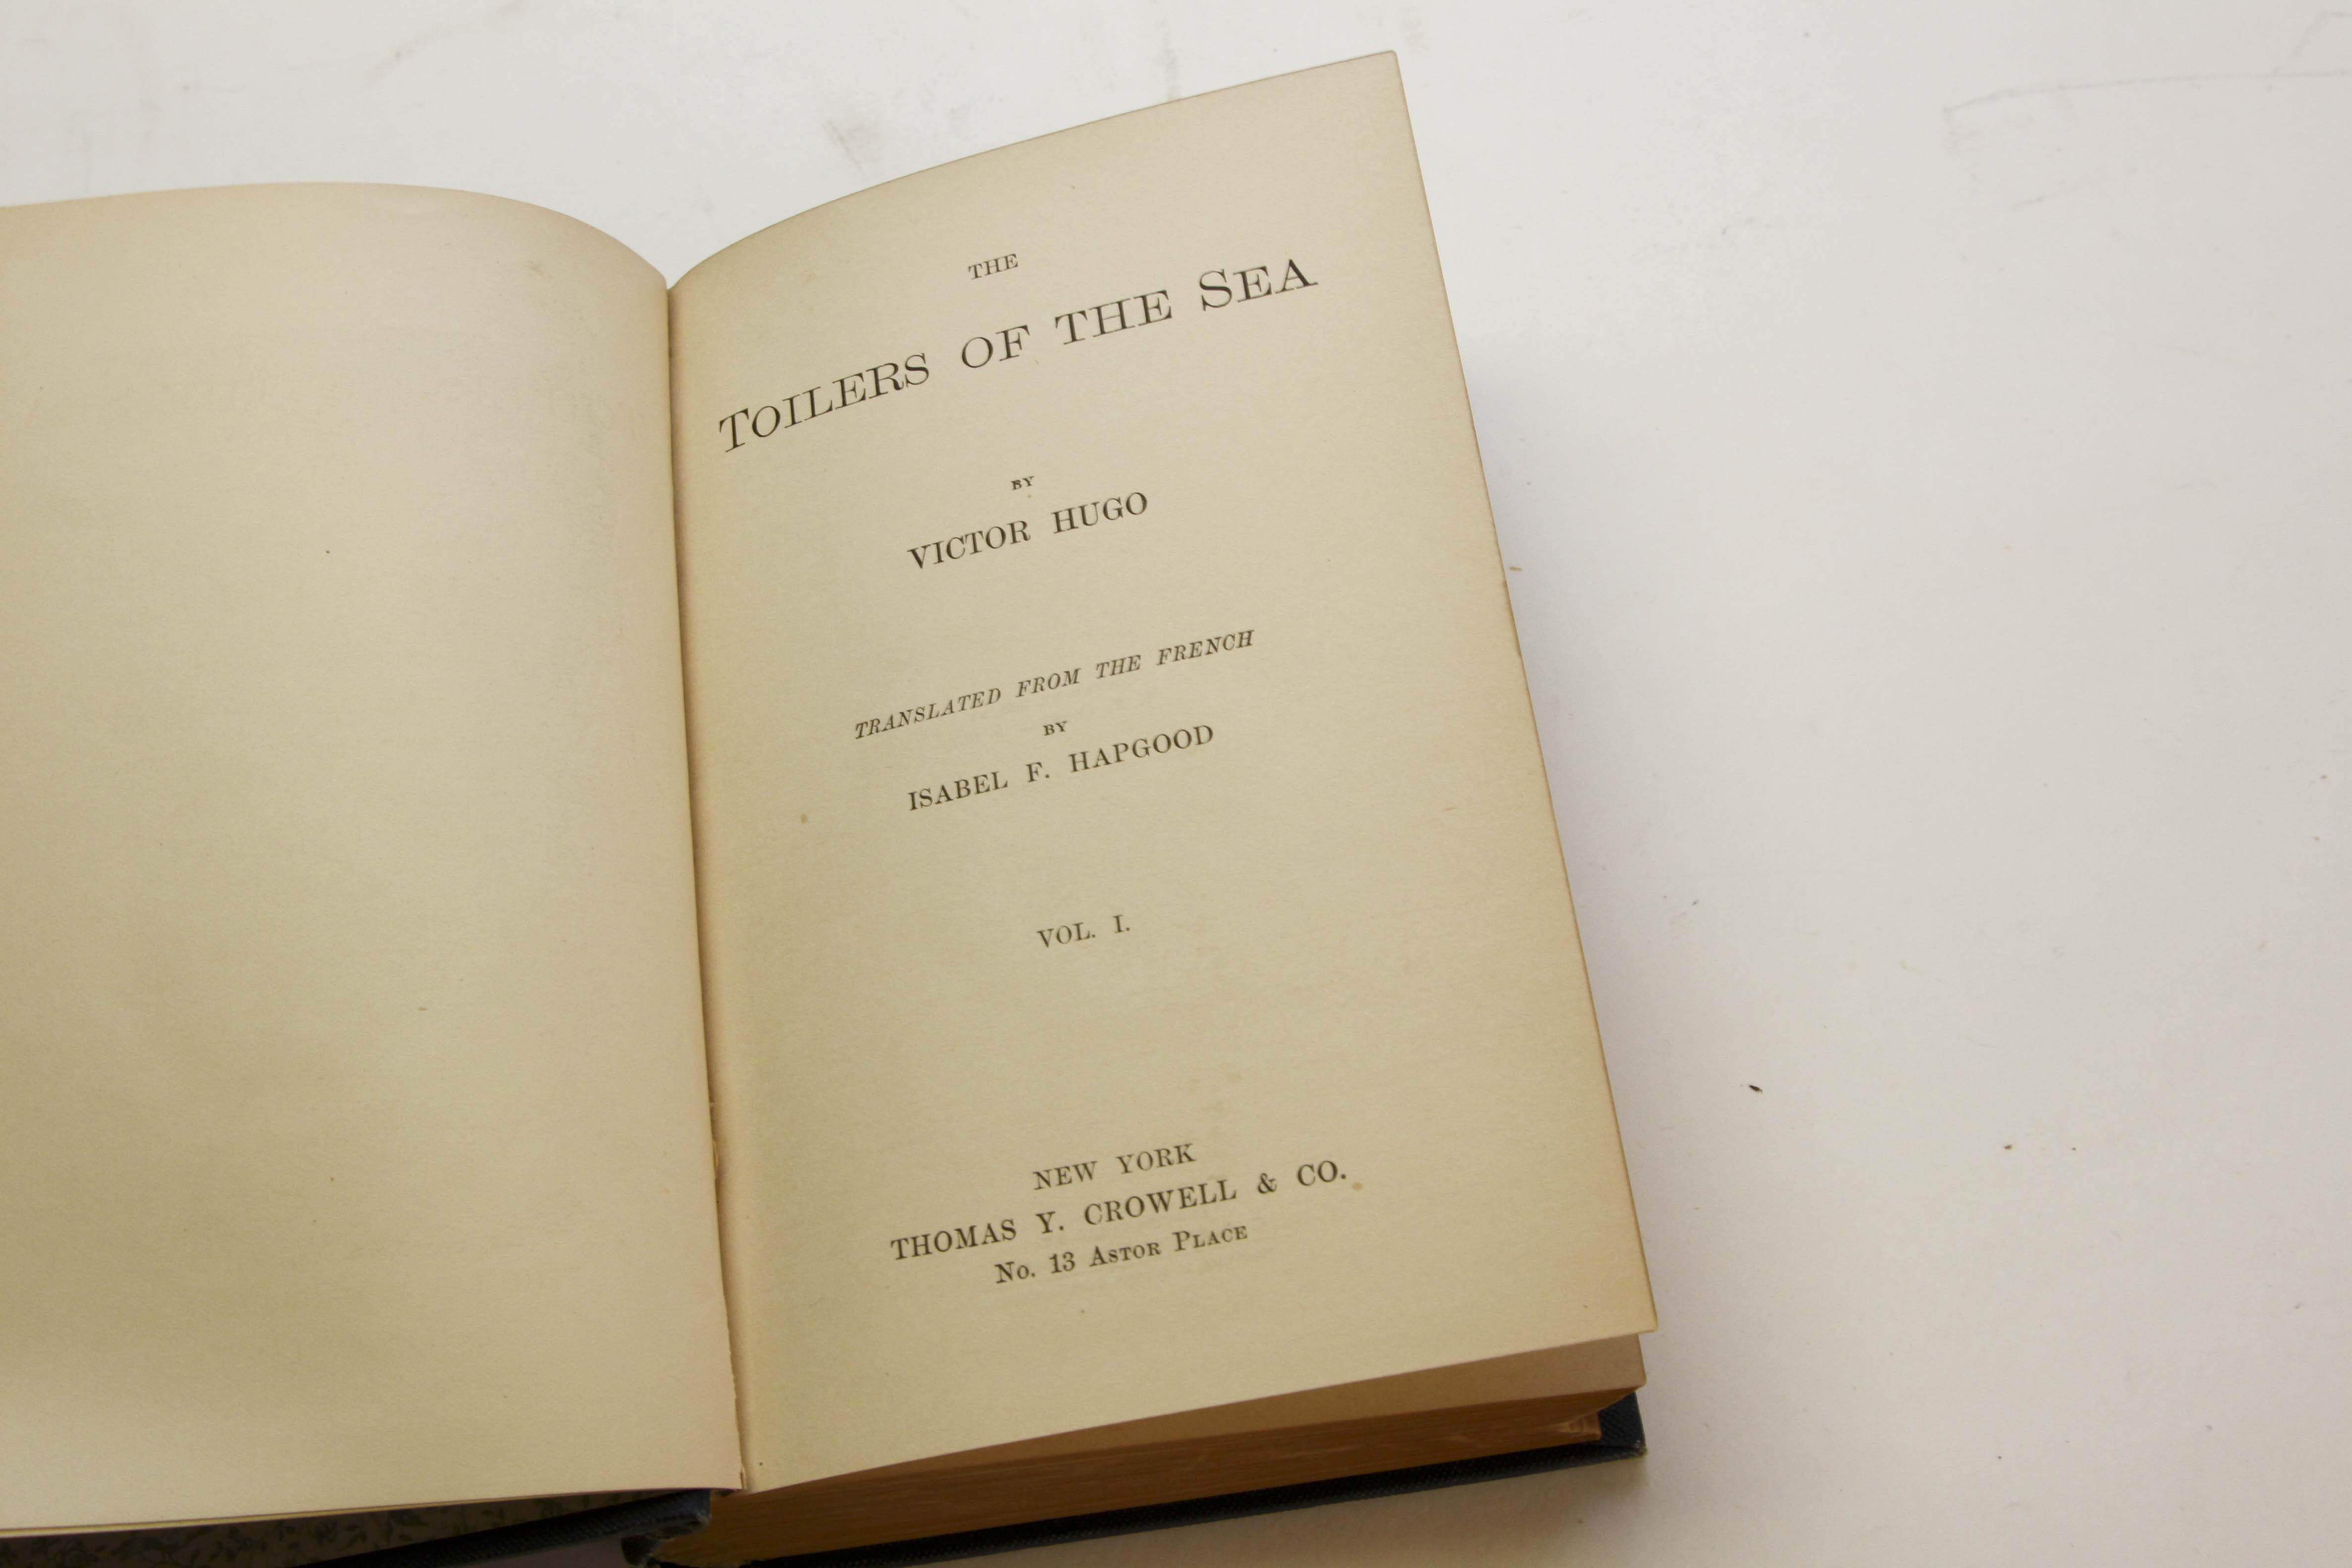 THE
TOILERS OF THE SEA
BY
VICTOR HUGO
TRANSLATED FROM THE FRENCH
BY
ISABEL F. HAPGOOD
VOL. I.
NEW YORK
THOMAS Y. CROWELL & CO.
No. 13 ASTOR PLACE